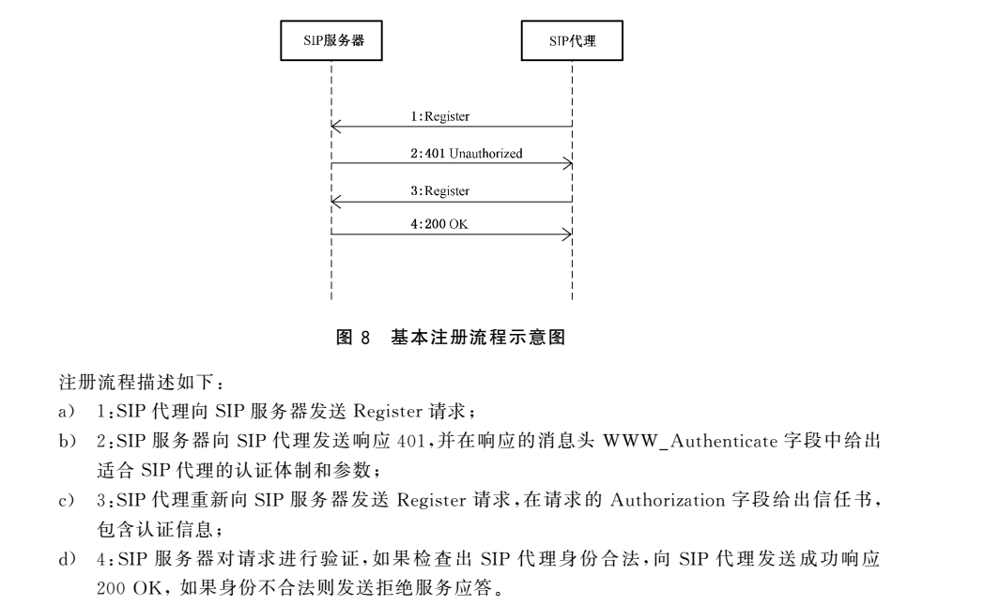 SIP服务器
SIP代理
1:Register
2:401 Unauthorized
3:Register
4:200 OK
图 8 基本注册流程示意图
注册流程描述如下:
a) 1:SIP 代理向 SIP 服务器发送 Register 请求;
b) 2:SIP 服务器向 SIP 代理发送响应 401,并在响应的消息头 WWW_Authenticate 字段中给出
适合 SIP 代理的认证体制和参数;
c) 3:SIP 代理重新向 SIP 服务器发送 Register 请求,在请求的 Authorization 字段给出信任书,
包含认证信息;
d) 4:SIP 服务器对请求进行验证,如果检查出 SIP 代理身份合法,向 SIP 代理发送成功响应
200 OK, 如果身份不合法则发送拒绝服务应答。